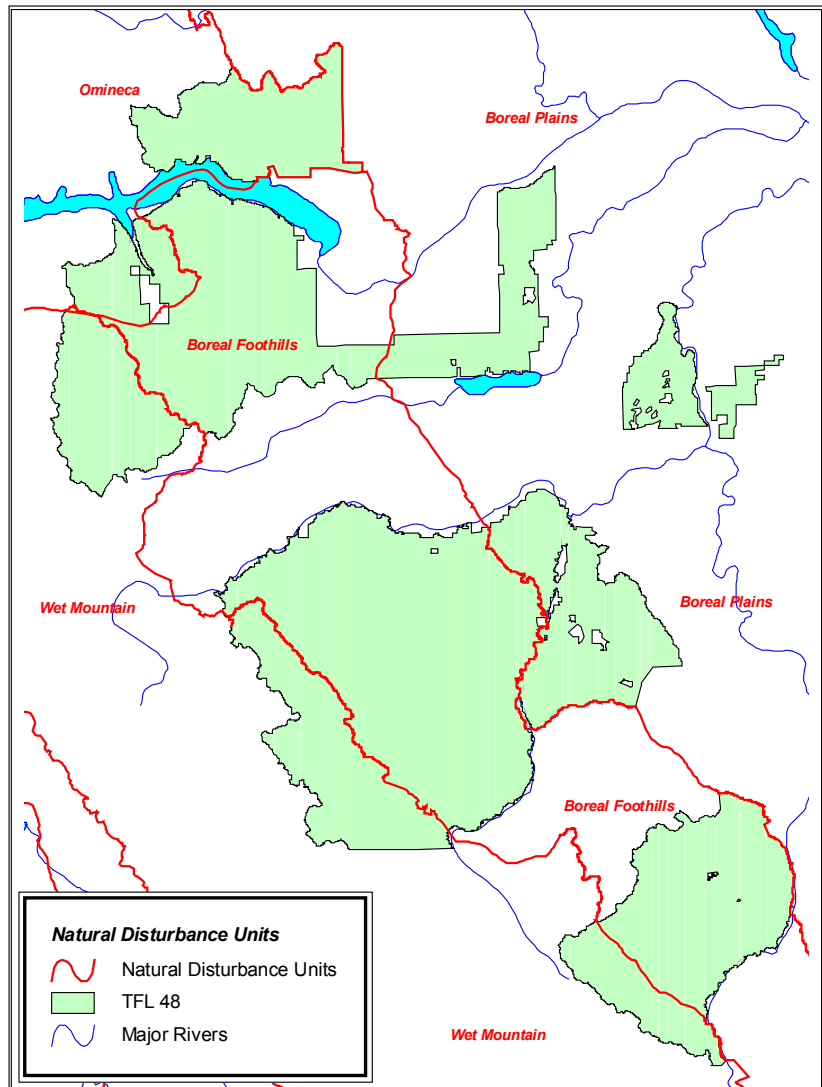 Omineca
Boreal Plains
Boreal Foothills
Wet Mountain
Boreal Plains
Boreal Foothills
Natural Disturbance Units
Natural Disturbance Units
TFL 48
Major Rivers
Wet Mountain